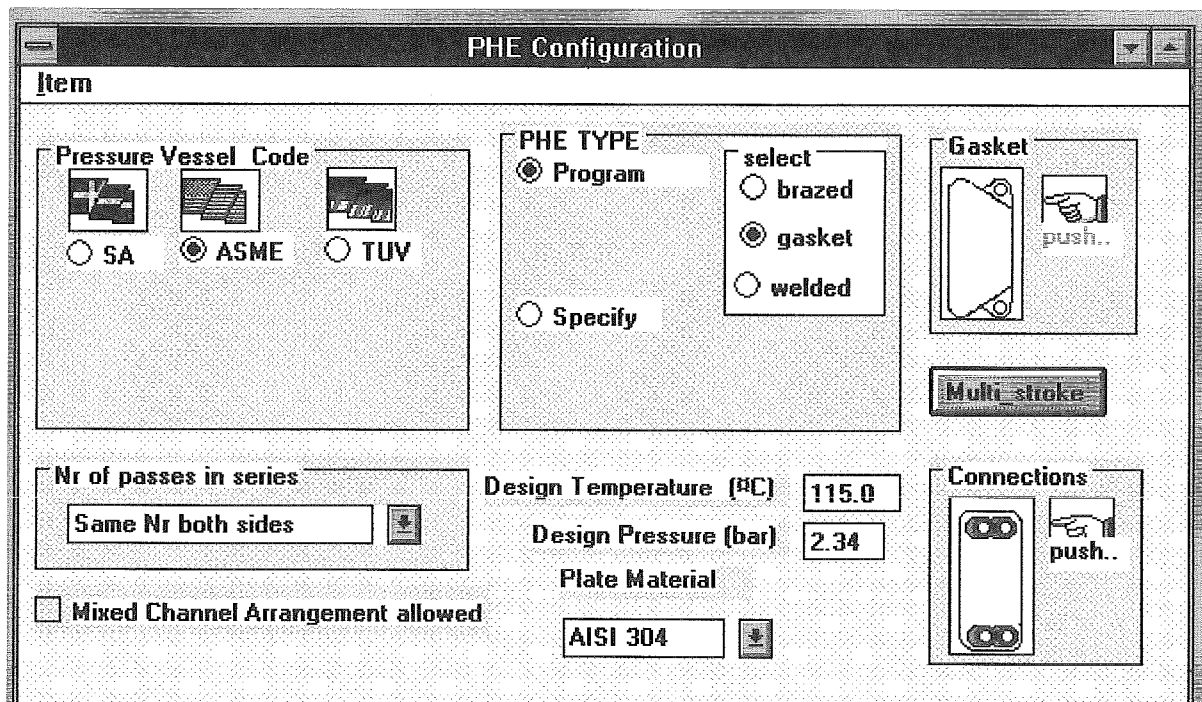 PHE Configuration
Item
Pressure Vessel Code
SA
ASME
TUV
PHE TYPE
Program
Specify
select
brazed
gasket
welded
Gasket
push..
Multi_stroke
Nr of passes in series
Same Nr both sides
Mixed Channel Arrangement allowed
Design Temperature (ºC) 115.0
Design Pressure (bar) 2.34
Plate Material
AISI 304
Connections
push..